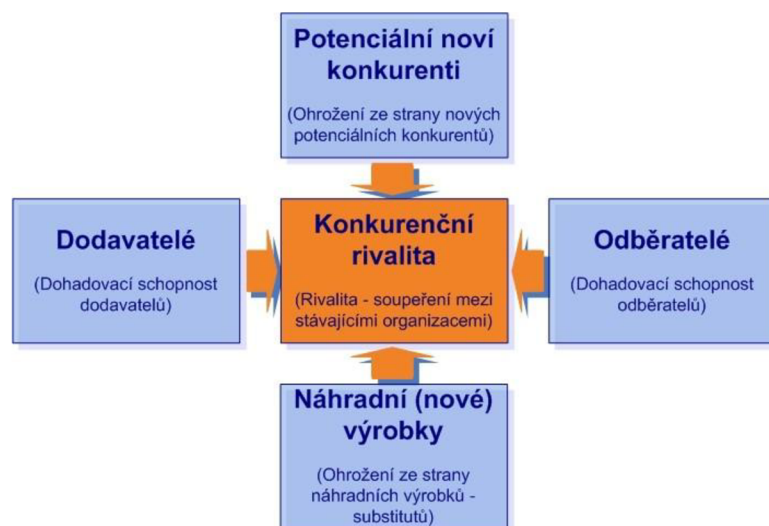 Potenciální noví
konkurenti
(Ohrožení ze strany nových
potenciálních konkurentů)
Dodavatelé
(Dohadovací schopnost
dodavatelů)
Konkurenční
rivalita
(Rivalita - soupeření mezi
stávajícími organizacemi)
Odběratelé
(Dohadovací schopnost
odběratelů)
Náhradní (nové)
výrobky
(Ohrožení ze strany
náhradních výrobků -
substitutů)